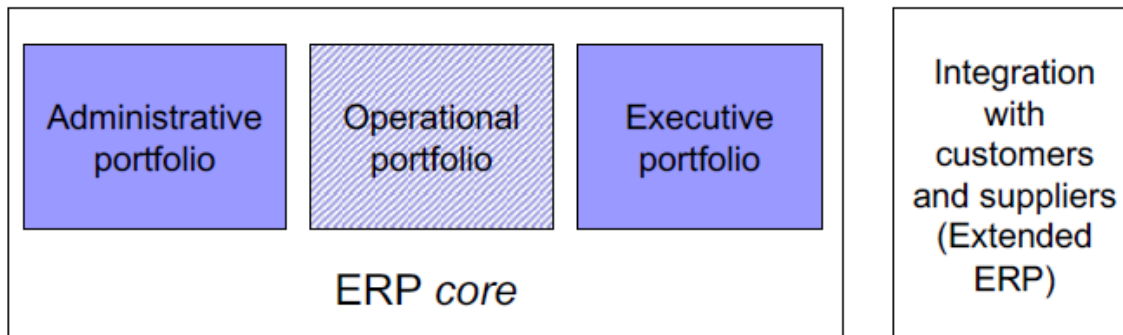 Administrative
portfolio
Operational
portfolio
Executive
portfolio
ERP core
Integration
with
customers
and suppliers
(Extended
ERP)